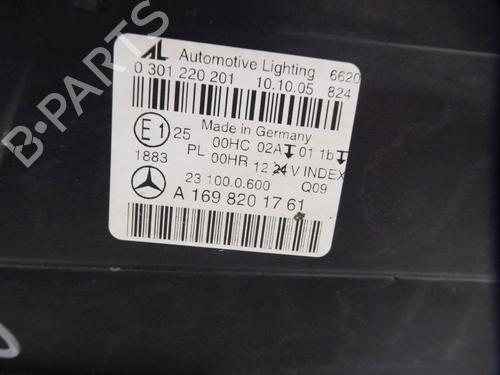 AL Automotive Lighting 6620
0 301 220 201 10.10.05 824
E1 25 Made in Germany
00HC 02A 01 1b
1883 PL 00HR 12 24 V INDEX
23 100.0.600 Q09
A 169 820 17 61
B-PARTS